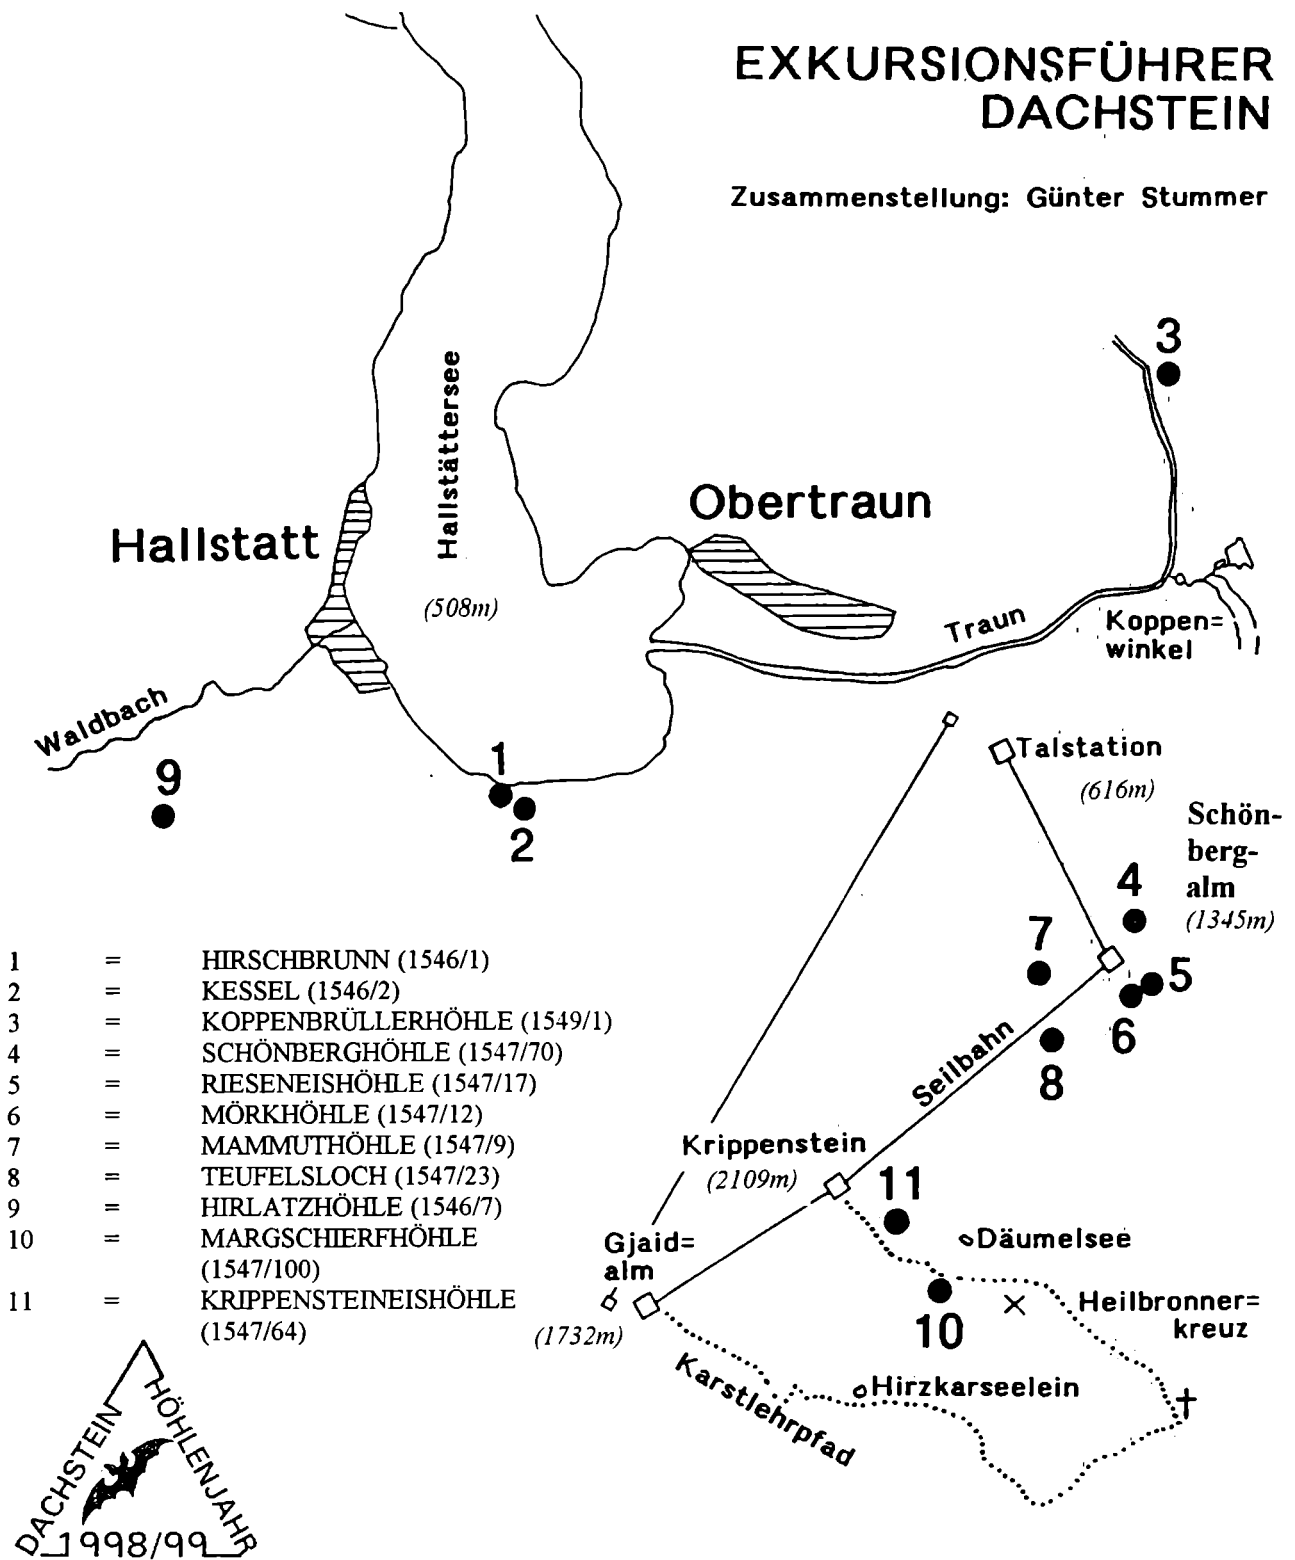 EXKURSIONSFÜHRER
DACHSTEIN
Zusammenstellung: Günter Stummer
3
Hallstättersee
(508m)
Hallstatt
Obertraun
Traun
Koppen=
winkel
Waldbach
9
1
2
Talstation
(616m)
Schön-
berg-
alm
(1345m)
4
7
5
6
8
Seilbahn
Krippenstein
(2109m)
11
Däumelsee
Gjaid=
alm
(1732m)
10
Heilbronner=
kreuz
Karstlehrpfad
Hirzkarseelein
1 = HIRSCHBRUNN (1546/1)
2 = KESSEL (1546/2)
3 = KOPPENBRÜLLERHÖHLE (1549/1)
4 = SCHÖNBERGHÖHLE (1547/70)
5 = RIESENEISHÖHLE (1547/17)
6 = MÖRKHÖHLE (1547/12)
7 = MAMMUTHÖHLE (1547/9)
8 = TEUFELSLOCH (1547/23)
9 = HIRLATZHÖHLE (1546/7)
10 = MARGSCHIERFHÖHLE
(1547/100)
11 = KRIPPENSTEINEISHÖHLE
(1547/64)
DACHSTEIN
HÖHLENJAHR
1998/99